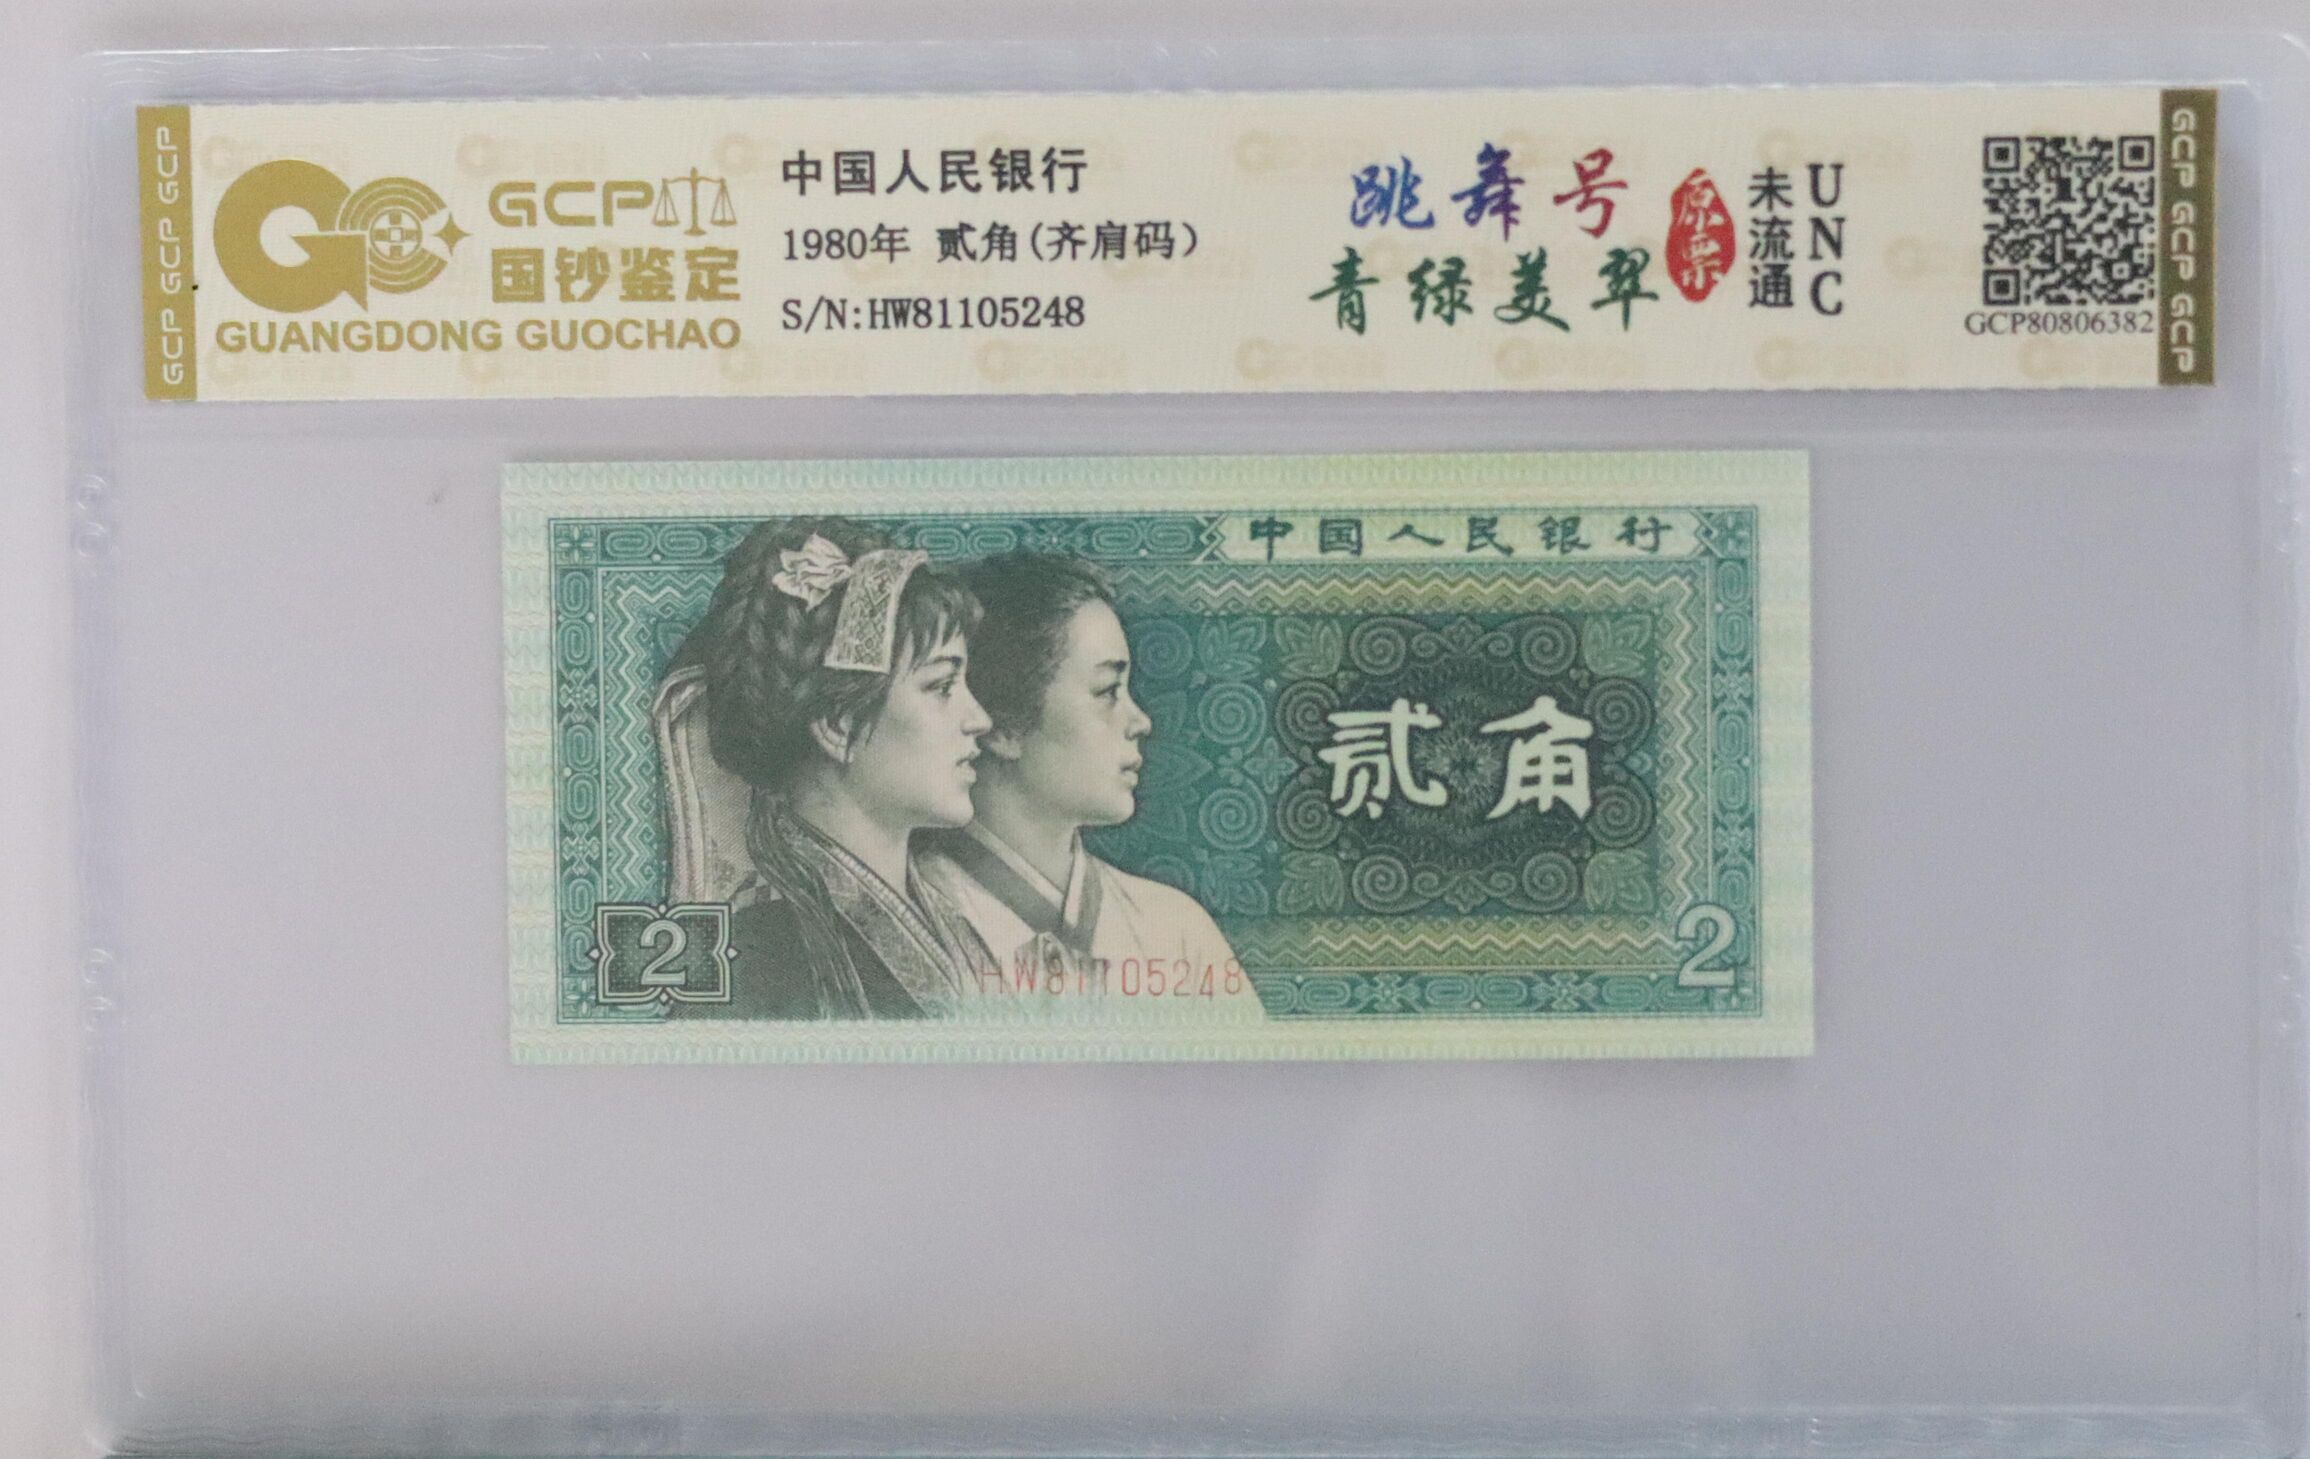 GCP GCP GCP
GCP
国钞鉴定
GUANGDONG GUOCHAO
中国人民银行
1980年 贰角(齐肩码)
S/N:HW81105248
跳舞号
青绿美翠
原票
未流通
UNC
GCP80806382
GCP GCP GCP
中国人民银行
贰角
2
HW81105248
2